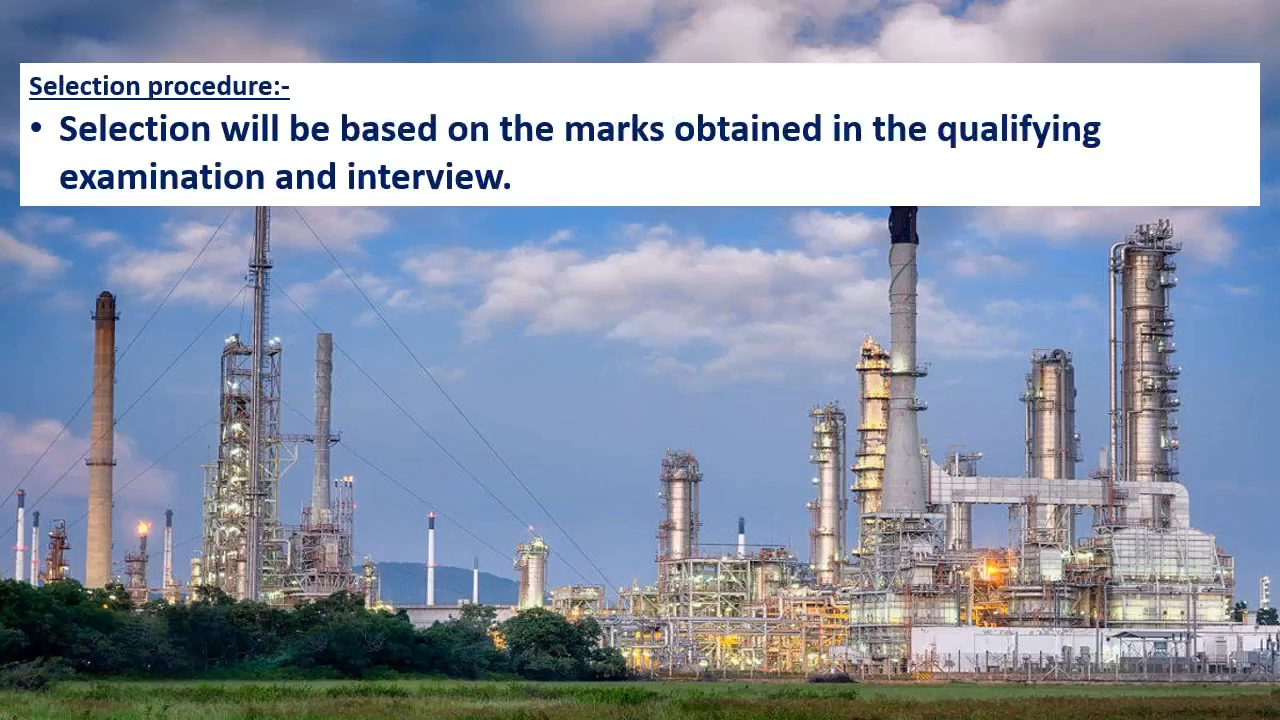 Selection procedure:-
• Selection will be based on the marks obtained in the qualifying
examination and interview.